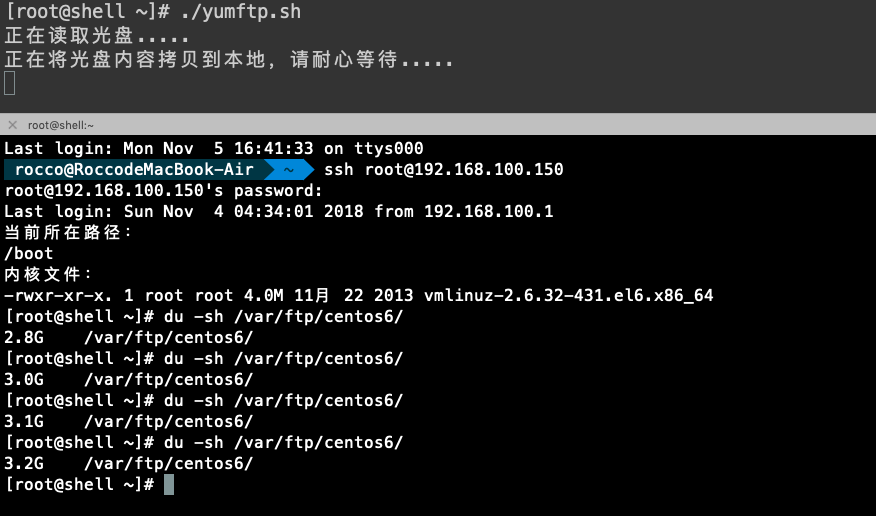 [root@shell ~]# ./yumftp.sh
正在读取光盘.....
正在将光盘内容拷贝到本地，请耐心等待.....
root@shell:~
Last login: Mon Nov  5 16:41:33 on ttys000
rocco@RoccodeMacBook-Air ~ ssh root@192.168.100.150
root@192.168.100.150's password:
Last login: Sun Nov  4 04:34:01 2018 from 192.168.100.1
当前所在路径：
/boot
内核文件：
-rwxr-xr-x. 1 root root 4.0M 11月 22 2013 vmlinuz-2.6.32-431.el6.x86_64
[root@shell ~]# du -sh /var/ftp/centos6/
2.8G    /var/ftp/centos6/
[root@shell ~]# du -sh /var/ftp/centos6/
3.0G    /var/ftp/centos6/
[root@shell ~]# du -sh /var/ftp/centos6/
3.1G    /var/ftp/centos6/
[root@shell ~]# du -sh /var/ftp/centos6/
3.2G    /var/ftp/centos6/
[root@shell ~]#